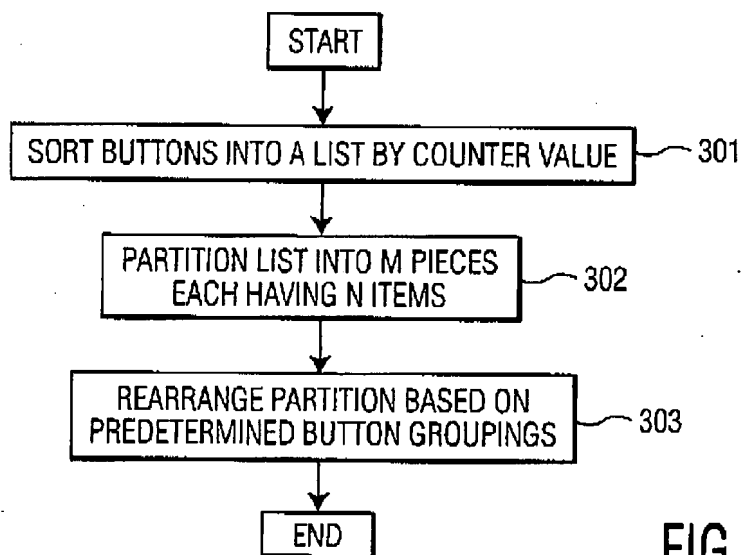 START
SORT BUTTONS INTO A LIST BY COUNTER VALUE
301
PARTITION LIST INTO M PIECES
EACH HAVING N ITEMS
302
REARRANGE PARTITION BASED ON
PREDETERMINED BUTTON GROUPINGS
303
END
FIG